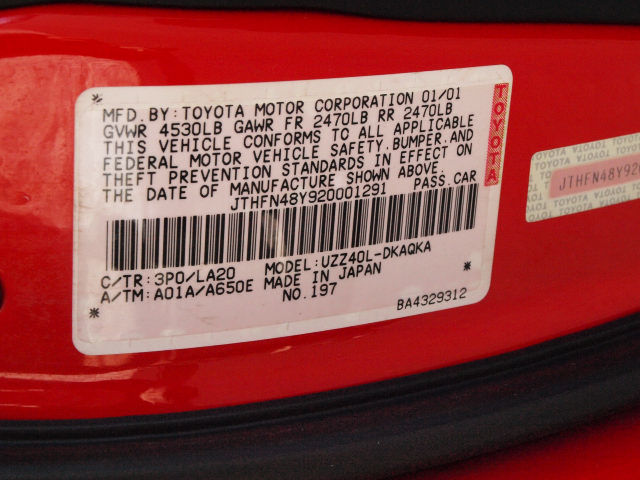 MFD. BY: TOYOTA MOTOR CORPORATION 01/01
GVWR 4530LB GAWR FR 2470LB RR 2470LB
THIS VEHICLE CONFORMS TO ALL APPLICABLE
FEDERAL MOTOR VEHICLE SAFETY, BUMPER, AND
THEFT PREVENTION STANDARDS IN EFFECT ON
THE DATE OF MANUFACTURE SHOWN ABOVE.
JTHFN48Y920001291 PASS. CAR
C/TR: 3P0/LA20 MODEL: UZZ40L-DKAQKA
A/TM: A01A/A650E MADE IN JAPAN
NO. 197
BA4329312
TOYOTA
JTHFN48Y920